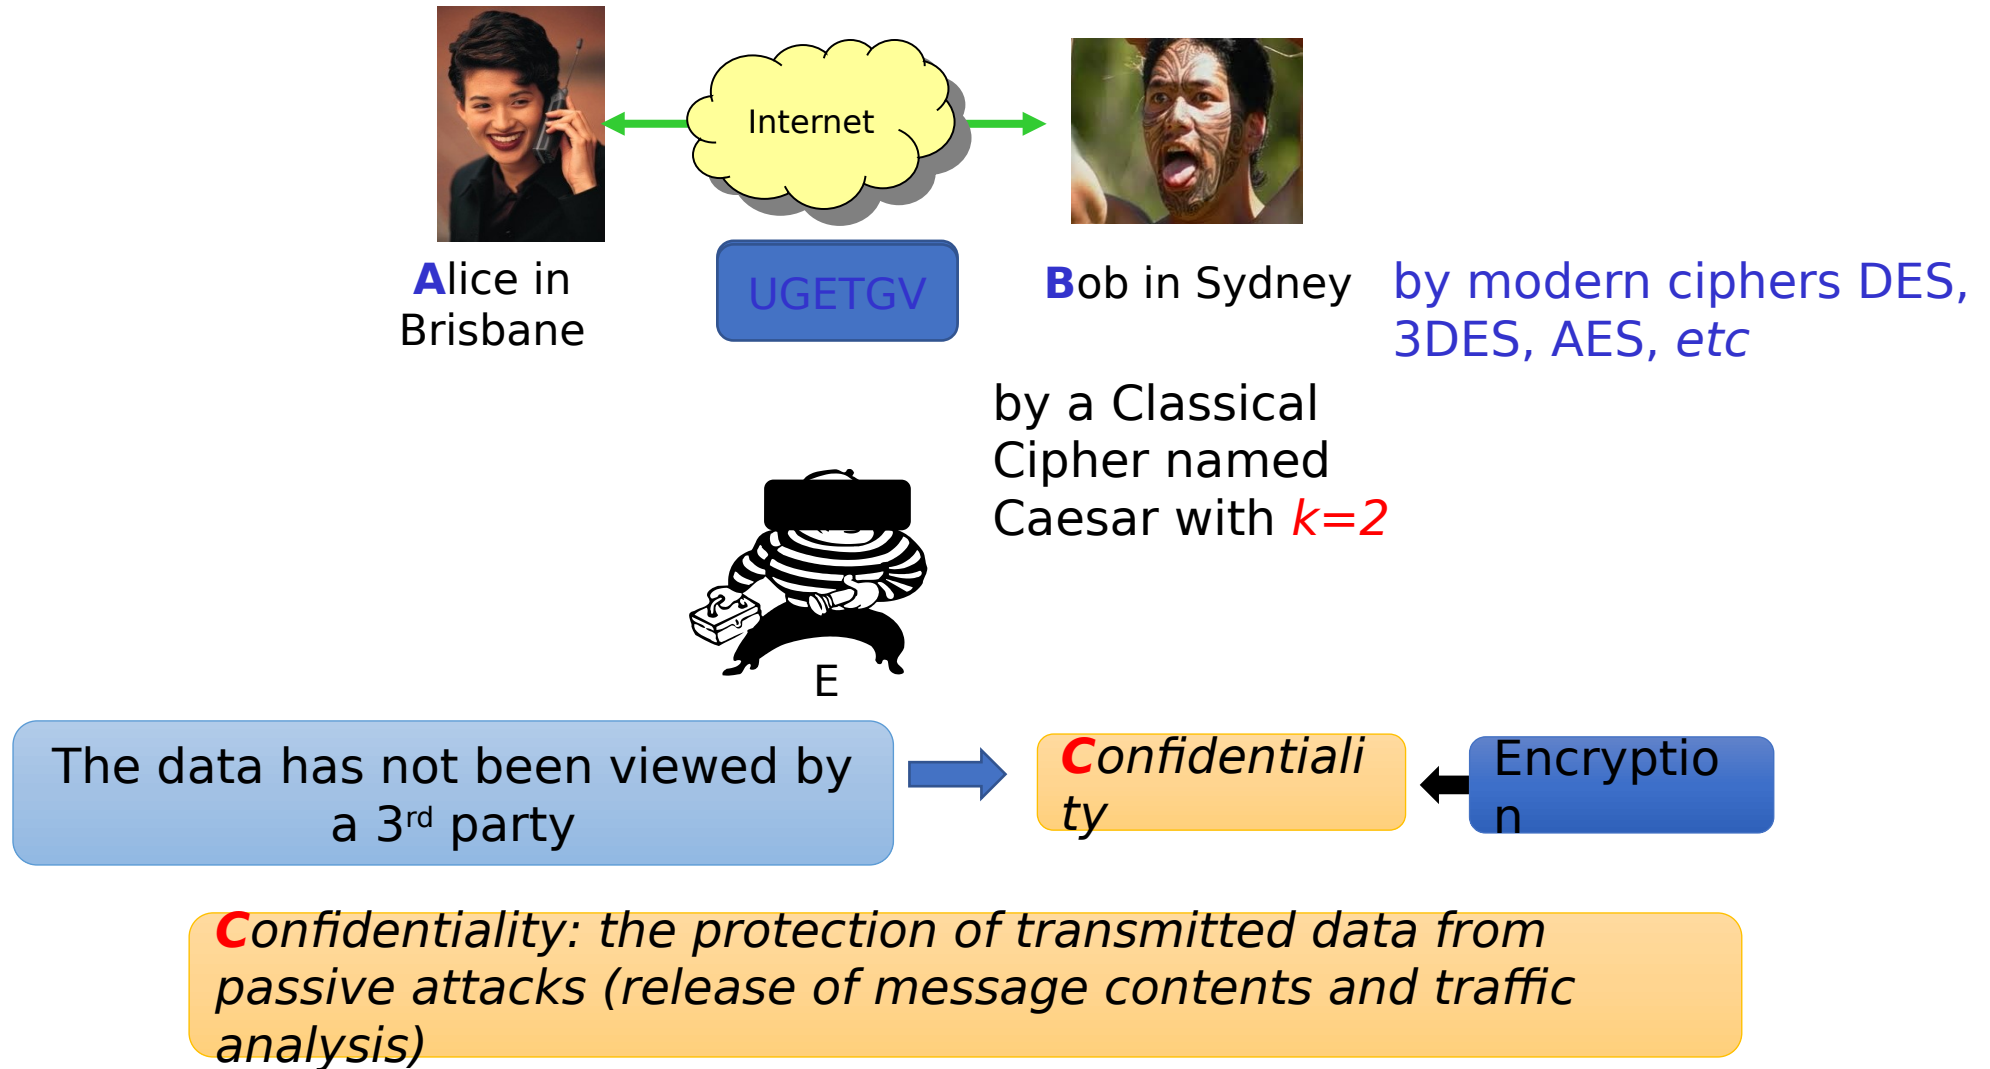 Internet
Alice in
Brisbane
UGETGV
Bob in Sydney
by modern ciphers DES,
3DES, AES, etc
by a Classical
Cipher named
Caesar with k=2
E
The data has not been viewed by
a 3rd party
Confidentiali
ty
Encryptio
n
Confidentiality: the protection of transmitted data from
passive attacks (release of message contents and traffic
analysis)